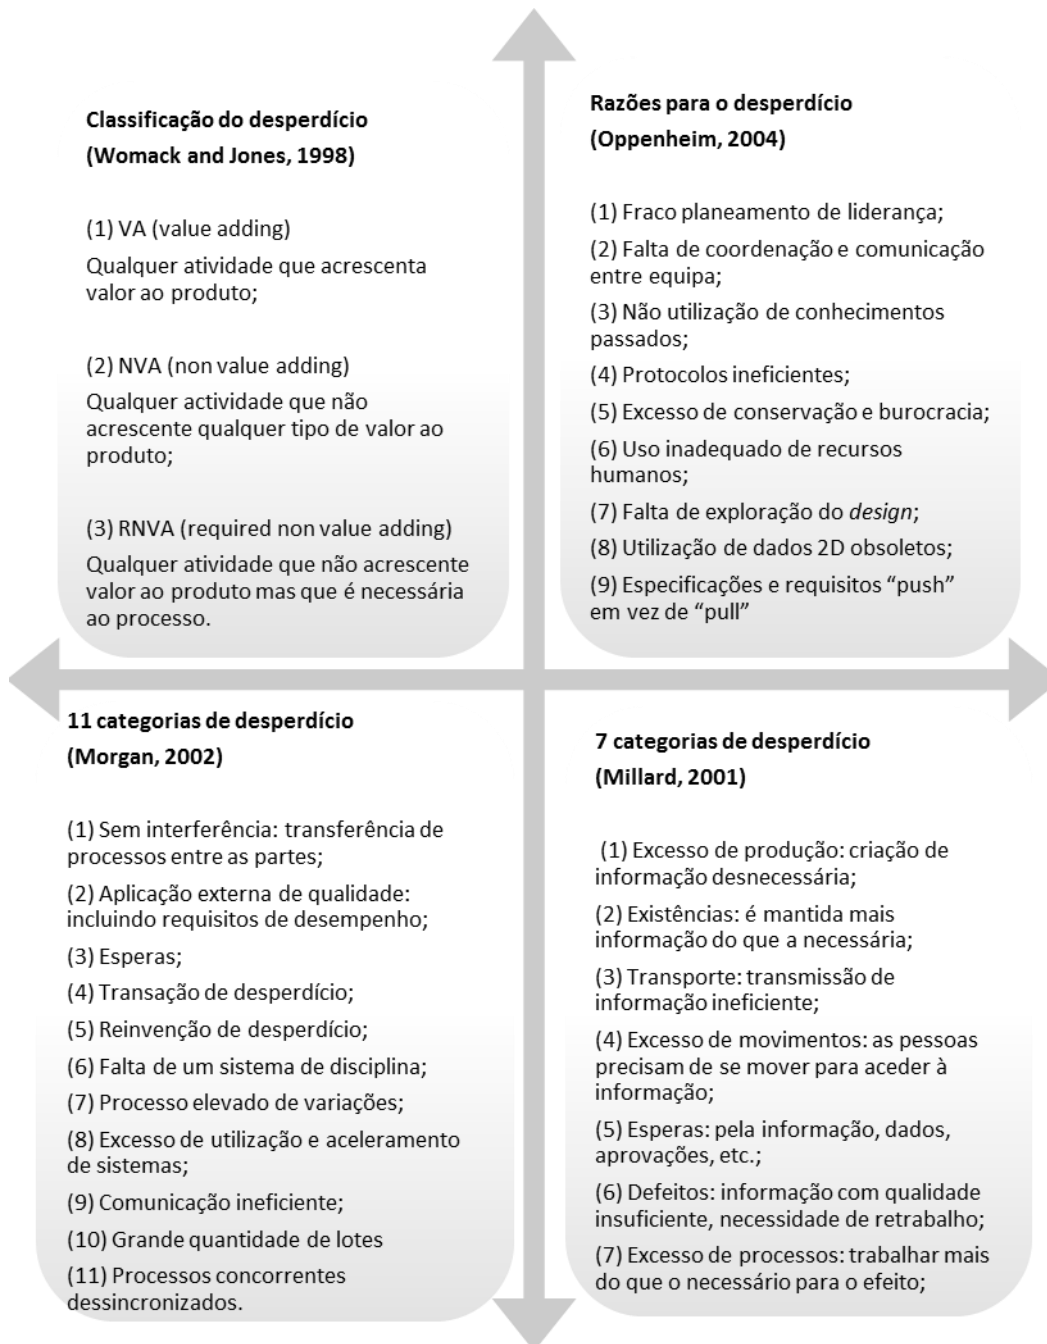 Classificação do desperdício
(Womack and Jones, 1998)
(1) VA (value adding)
Qualquer atividade que acrescenta
valor ao produto;
(2) NVA (non value adding)
Qualquer actividade que não
acrescente qualquer tipo de valor ao
produto;
(3) RNVA (required non value adding)
Qualquer atividade que não acrescente
valor ao produto mas que é necessária
ao processo.
Razões para o desperdício
(Oppenheim, 2004)
(1) Fraco planeamento de liderança;
(2) Falta de coordenação e comunicação
entre equipa;
(3) Não utilização de conhecimentos
passados;
(4) Protocolos ineficientes;
(5) Excesso de conservação e burocracia;
(6) Uso inadequado de recursos
humanos;
(7) Falta de exploração do design;
(8) Utilização de dados 2D obsoletos;
(9) Especificações e requisitos “push”
em vez de “pull”
11 categorias de desperdício
(Morgan, 2002)
(1) Sem interferência: transferência de
processos entre as partes;
(2) Aplicação externa de qualidade:
incluindo requisitos de desempenho;
(3) Esperas;
(4) Transação de desperdício;
(5) Reinvenção de desperdício;
(6) Falta de um sistema de disciplina;
(7) Processo elevado de variações;
(8) Excesso de utilização e aceleramento
de sistemas;
(9) Comunicação ineficiente;
(10) Grande quantidade de lotes
(11) Processos concorrentes
dessincronizados.
7 categorias de desperdício
(Millard, 2001)
(1) Excesso de produção: criação de
informação desnecessária;
(2) Existências: é mantida mais
informação do que a necessária;
(3) Transporte: transmissão de
informação ineficiente;
(4) Excesso de movimentos: as pessoas
precisam de se mover para aceder à
informação;
(5) Esperas: pela informação, dados,
aprovações, etc.;
(6) Defeitos: informação com qualidade
insuficiente, necessidade de retrabalho;
(7) Excesso de processos: trabalhar mais
do que o necessário para o efeito;